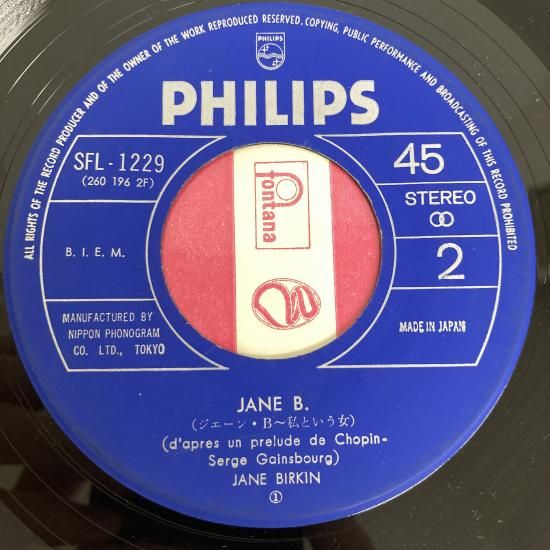 ALL RIGHTS OF THE RECORD PRODUCER AND OF THE OWNER OF THE WORK REPRODUCED RESERVED. COPYING, PUBLIC PERFORMANCE AND BROADCASTING OF THIS RECORD PROHIBITED
PHILIPS
PHILIPS
SFL-1229
(260 196 2F)
45
STEREO
2
B. I. E. M.
MANUFACTURED BY
NIPPON PHONOGRAM
CO. LTD., TOKYO
MADE IN JAPAN
fontana
JANE B.
(ジェーン・B〜私という女)
(d'apres un prelude de Chopin-
Serge Gainsbourg)
JANE BIRKIN
①